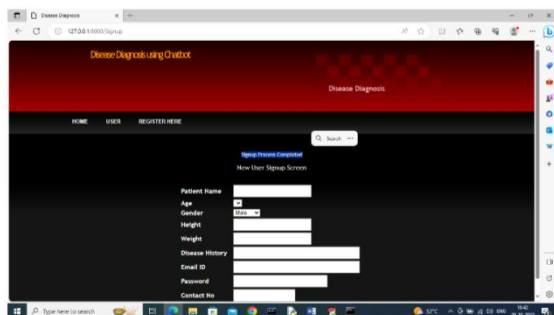 Disease Diagnosis
127.0.0.1:8000/Signup
Disease Diagnosis using Chatbot
Disease Diagnosis
HOME USER REGISTER HERE
Search
Signup Process Completed
New User Signup Screen
Patient Name
Age
Gender Male
Height
Weight
Disease History
Email ID
Password
Contact No
Type here to search
ENG